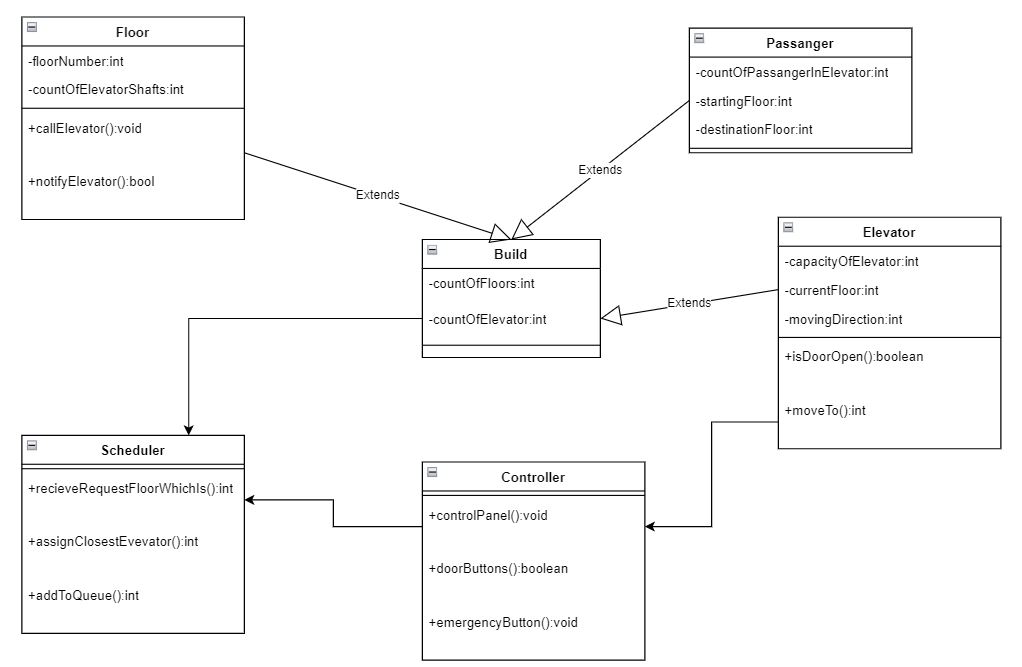 Floor
-floorNumber:int
-countOfElevatorShafts:int
+callElevator():void
+notifyElevator():bool
Passanger
-countOfPassangerInElevator:int
-startingFloor:int
-destinationFloor:int
Extends
Extends
Build
-countOfFloors:int
-countOfElevator:int
Extends
Elevator
-capacityOfElevator:int
-currentFloor:int
-movingDirection:int
+isDoorOpen():boolean
+moveTo():int
Scheduler
+recieveRequestFloorWhichIs():int
+assignClosestEvevator():int
+addToQueue():int
Controller
+controlPanel():void
+doorButtons():boolean
+emergencyButton():void